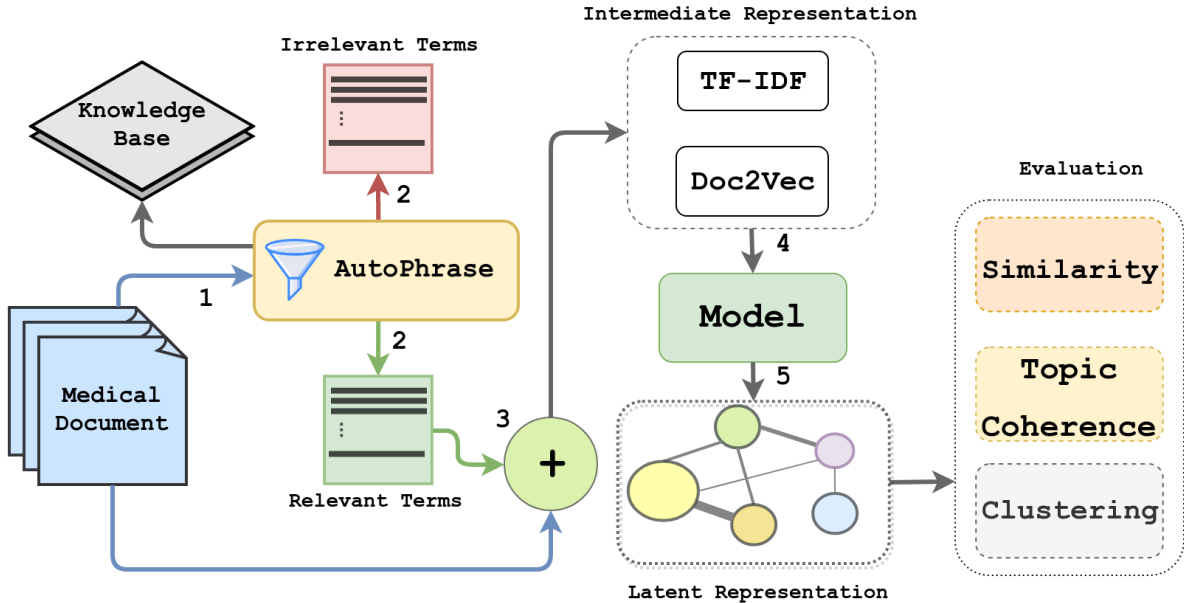 Intermediate Representation
Irrelevant Terms
TF-IDF
Knowledge
Base
Doc2Vec
Evaluation
2
4
Similarity
AutoPhrase
1
Model
2
5
Topic
Coherence
Medical
Document
3
+
Relevant Terms
Clustering
Latent Representation